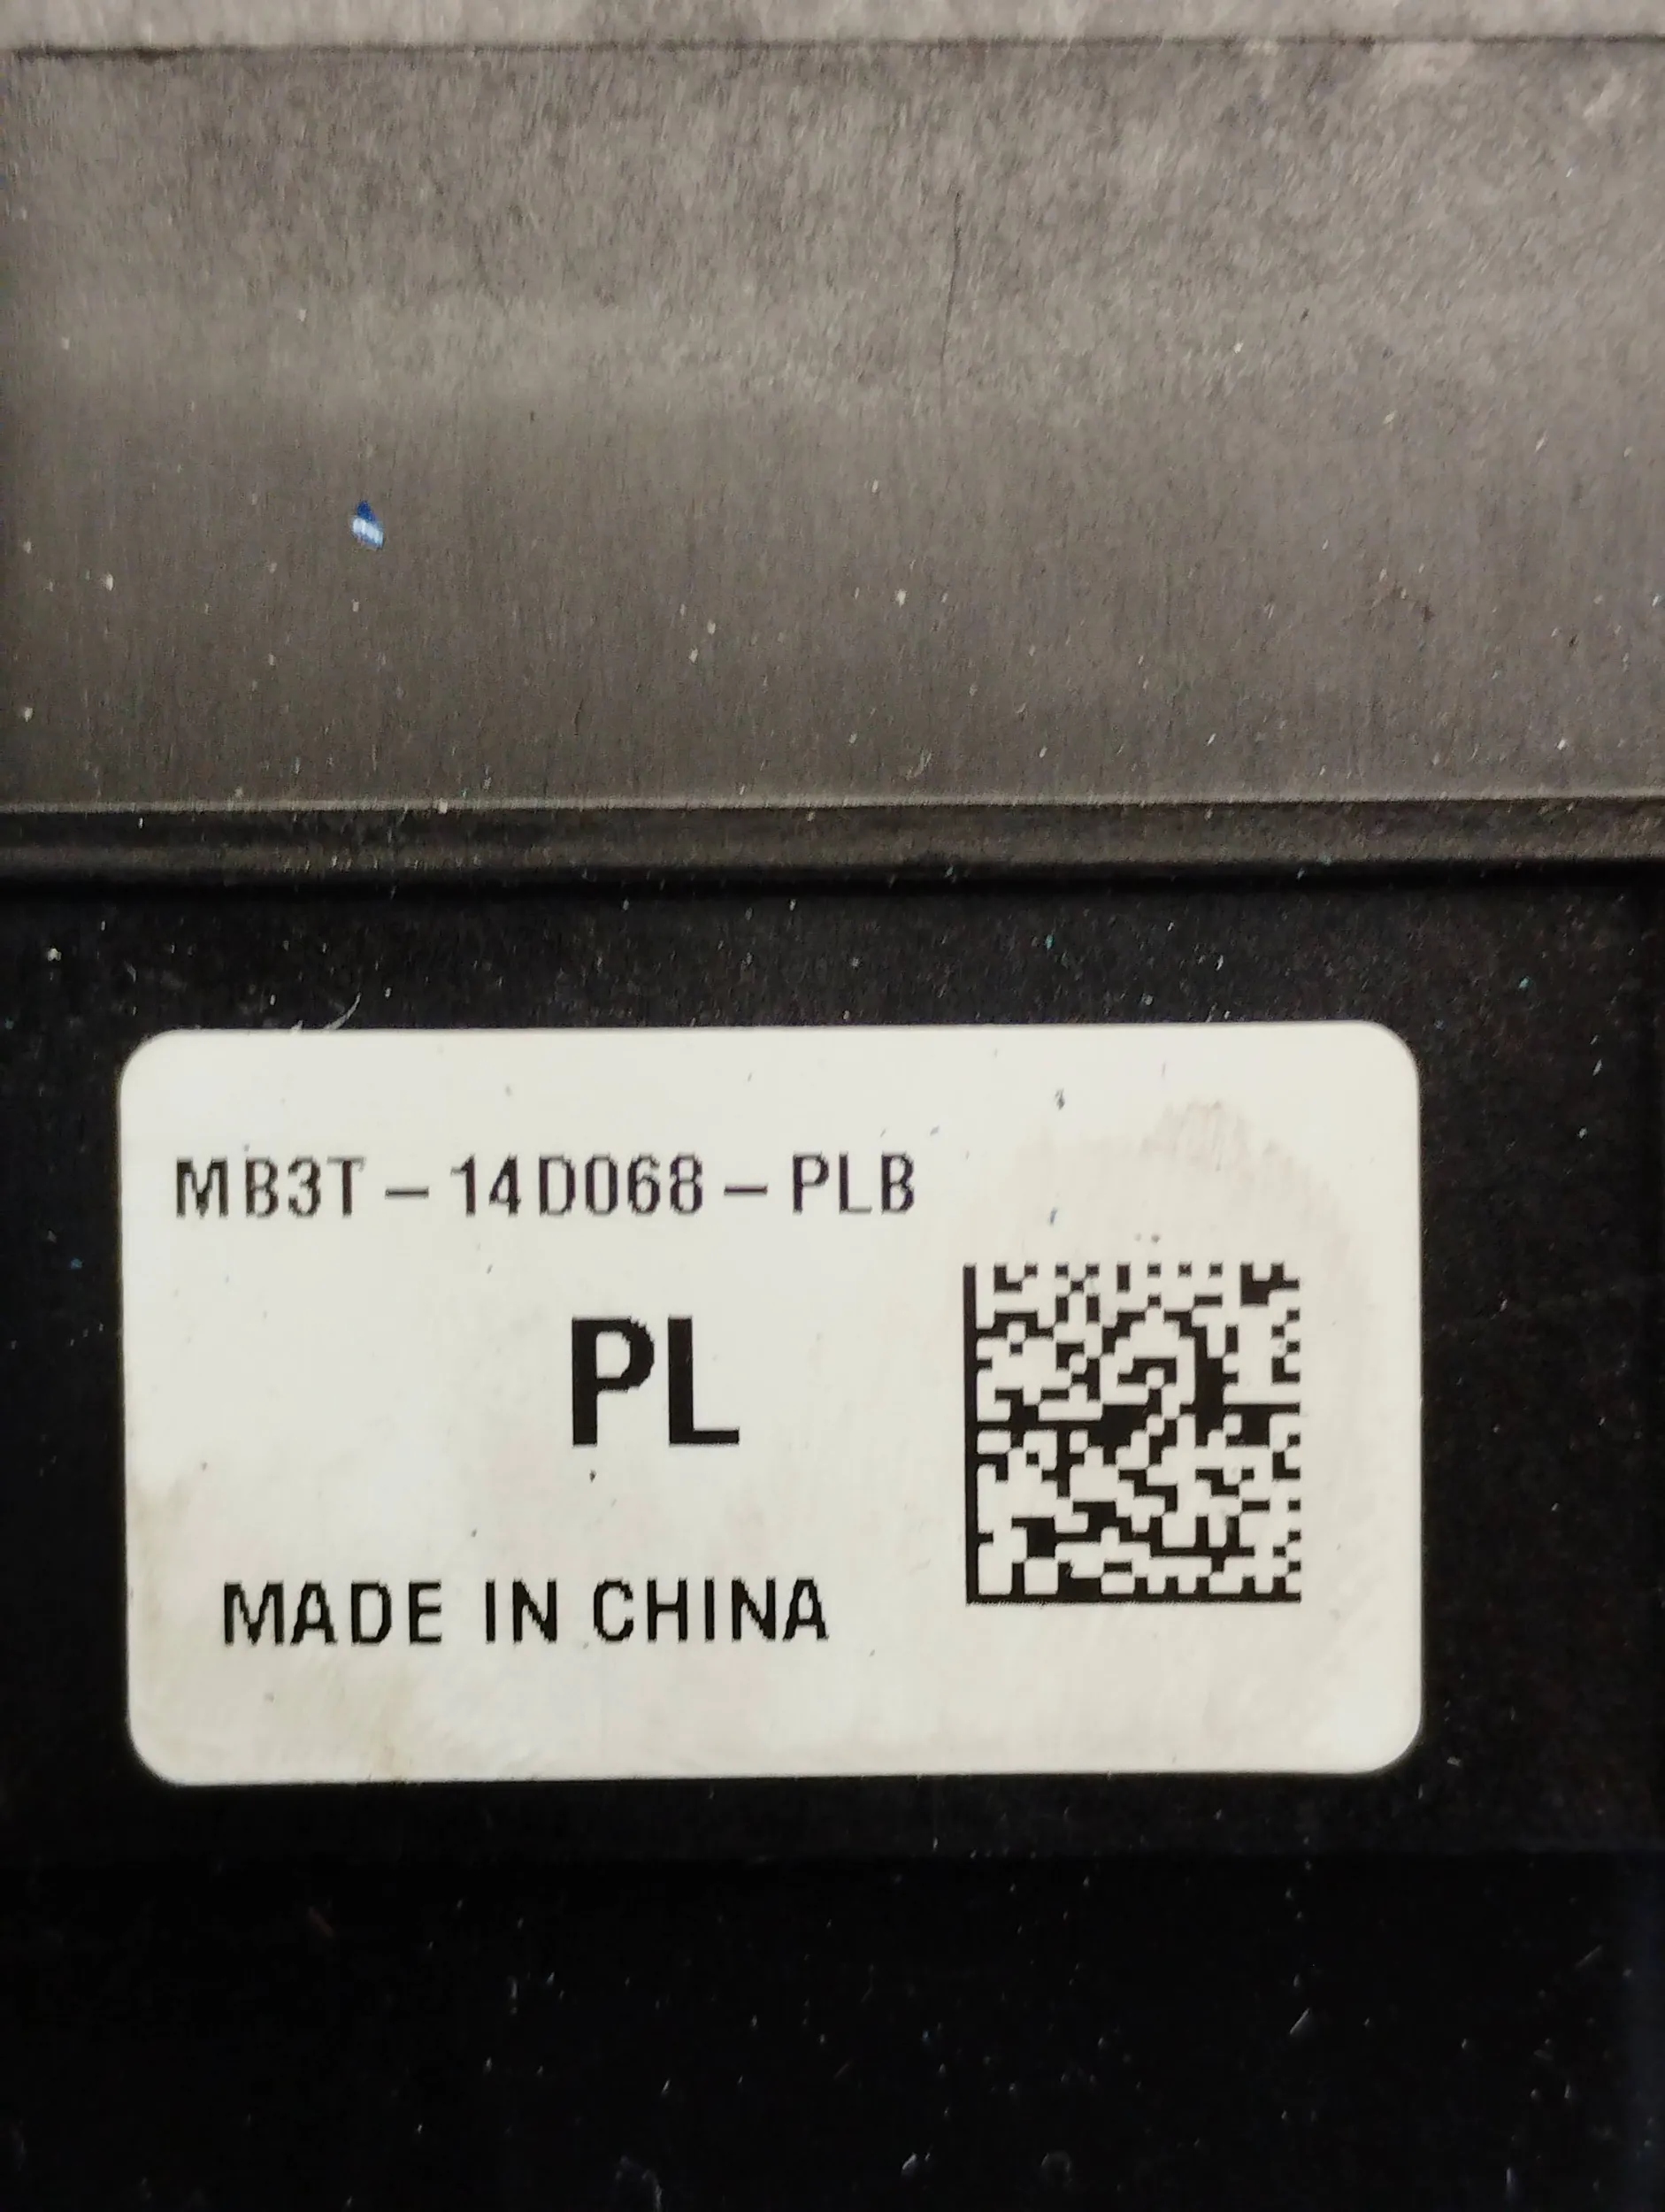 MB3T-14D068-PLB
PL
MADE IN CHINA